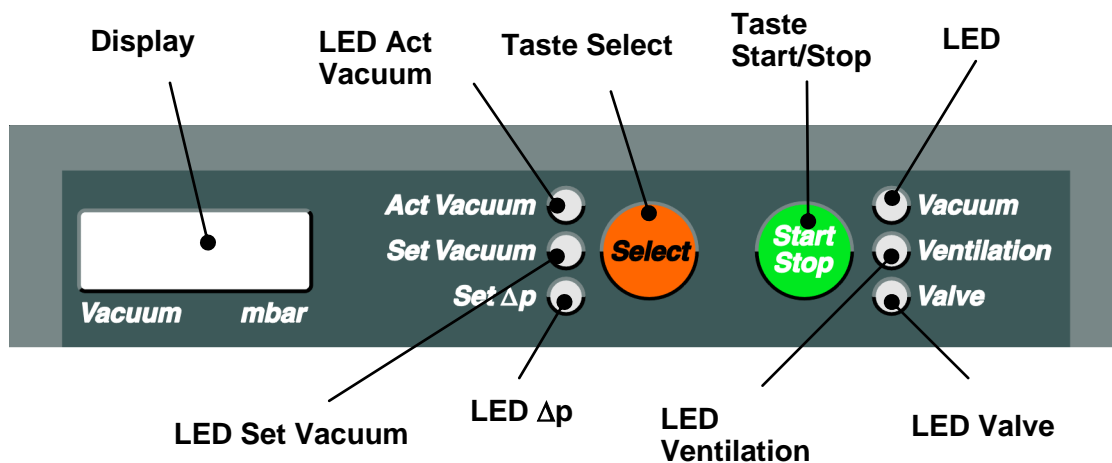 Display
LED Act
Vacuum
Taste Select
Taste
Start/Stop
LED
Act Vacuum
Set Vacuum
Set Δp
Select
Start
Stop
Vacuum
Ventilation
Valve
Vacuum mbar
LED Set Vacuum
LED Δp
LED
Ventilation
LED Valve